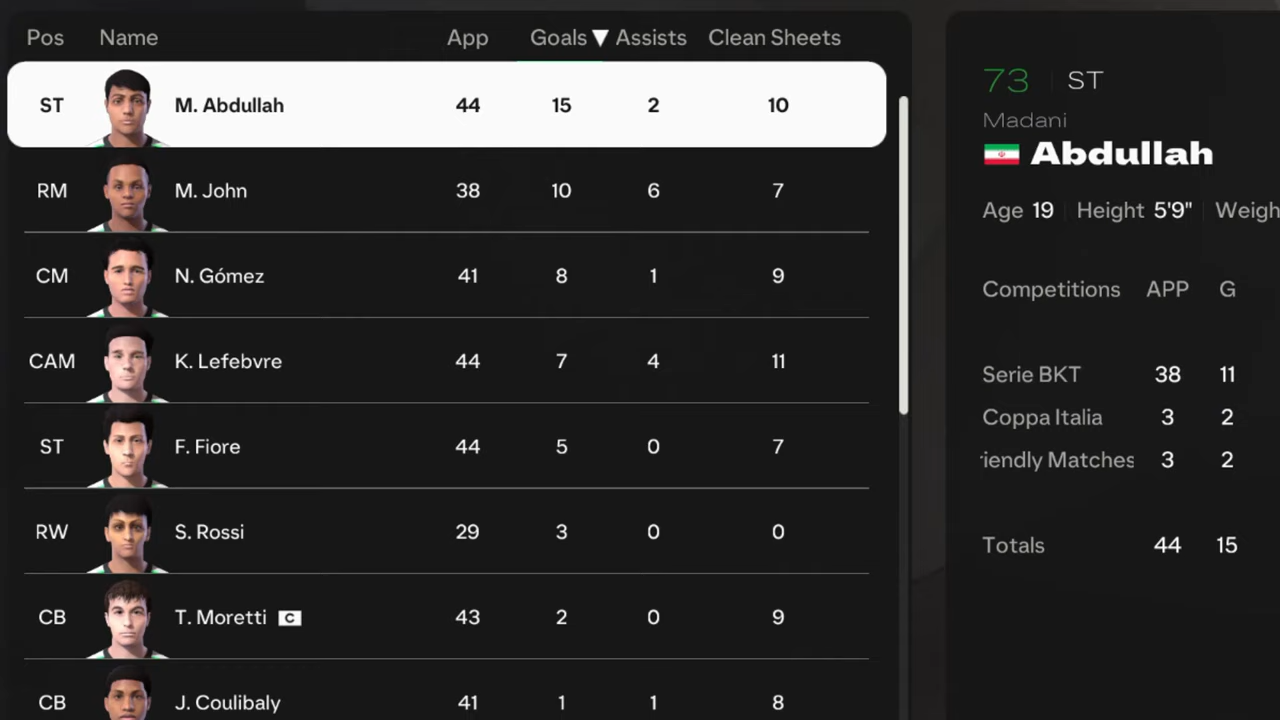 Pos Name App Goals ▼ Assists Clean Sheets
ST M. Abdullah 44 15 2 10
RM M. John 38 10 6 7
CM N. Gómez 41 8 1 9
CAM K. Lefebvre 44 7 4 11
ST F. Fiore 44 5 0 7
RW S. Rossi 29 3 0 0
CB T. Moretti C 43 2 0 9
CB J. Coulibaly 41 1 1 8
73 ST
Madani
Abdullah
Age 19 Height 5'9" Weigh
Competitions APP G
Serie BKT 38 11
Coppa Italia 3 2
riendly Matches 3 2
Totals 44 15